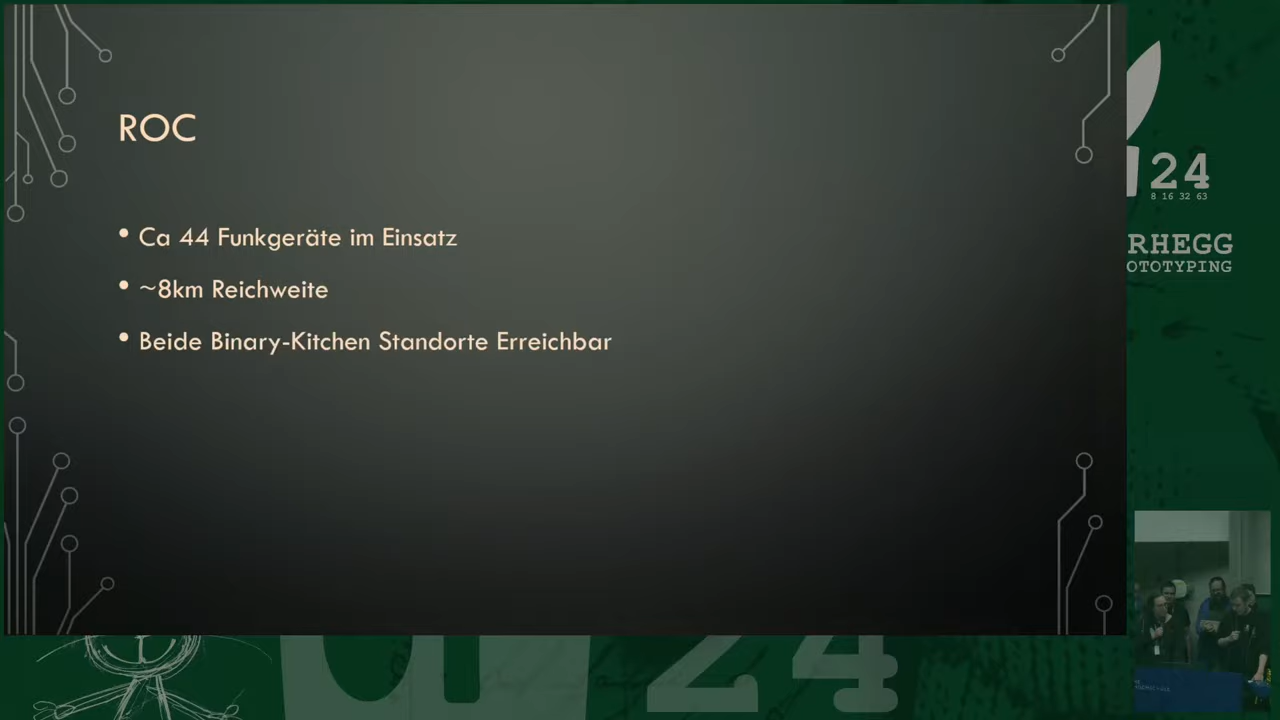 ROC
• Ca 44 Funkgeräte im Einsatz
• ~8km Reichweite
• Beide Binary-Kitchen Standorte Erreichbar
24
8 16 32 63
RHEGG
OTOTYPING
24